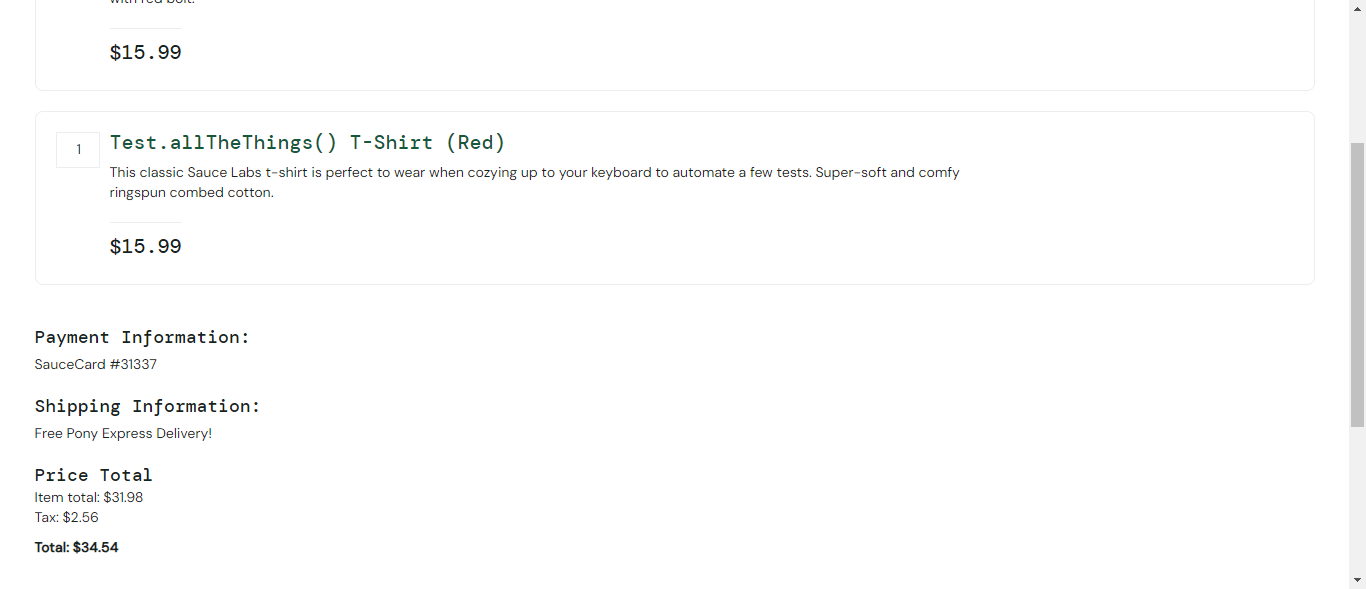 with red bolt.
$15.99
1
Test.allTheThings() T-Shirt (Red)
This classic Sauce Labs t-shirt is perfect to wear when cozying up to your keyboard to automate a few tests. Super-soft and comfy
ringspun combed cotton.
$15.99
Payment Information:
SauceCard #31337
Shipping Information:
Free Pony Express Delivery!
Price Total
Item total: $31.98
Tax: $2.56
Total: $34.54